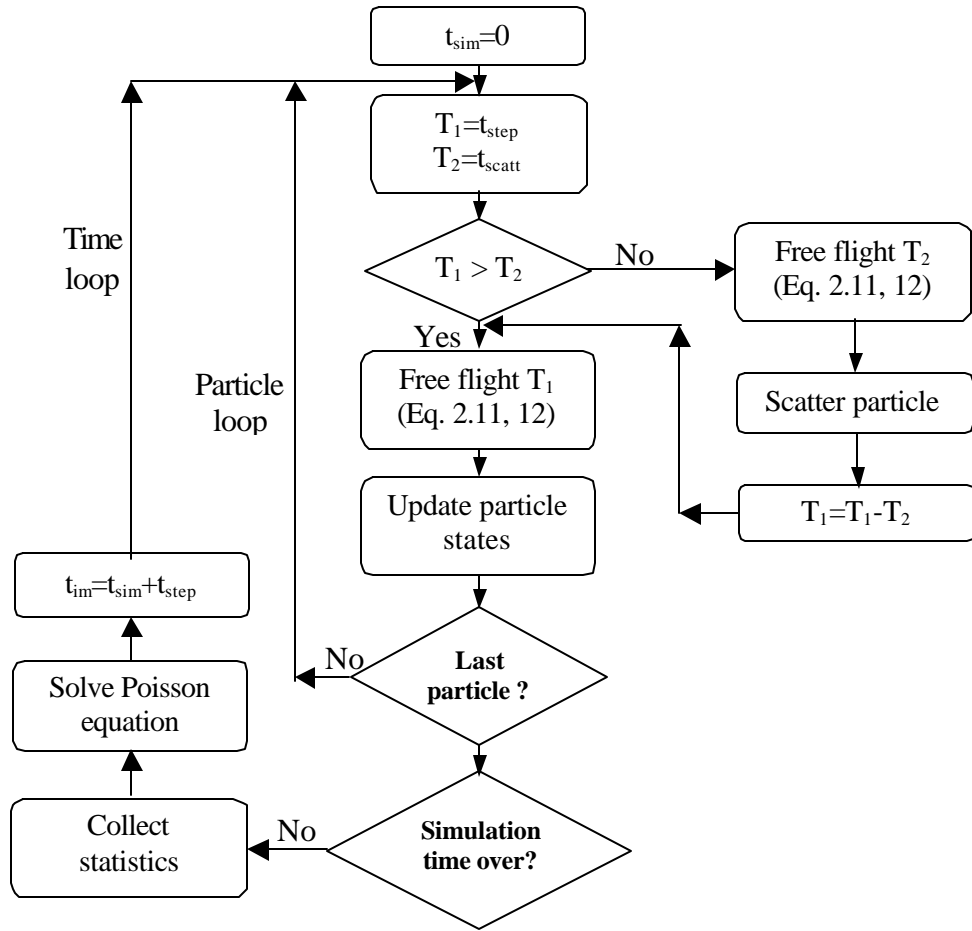 t_sim=0
T_1=t_step
T_2=t_scatt
Time
loop
T_1 > T_2
No
Free flight T_2
(Eq. 2.11, 12)
Yes
Particle
loop
Free flight T_1
(Eq. 2.11, 12)
Scatter particle
Update particle
states
T_1=T_1-T_2
t_im=t_sim+t_step
No
Last
particle ?
Solve Poisson
equation
Collect
statistics
No
Simulation
time over?